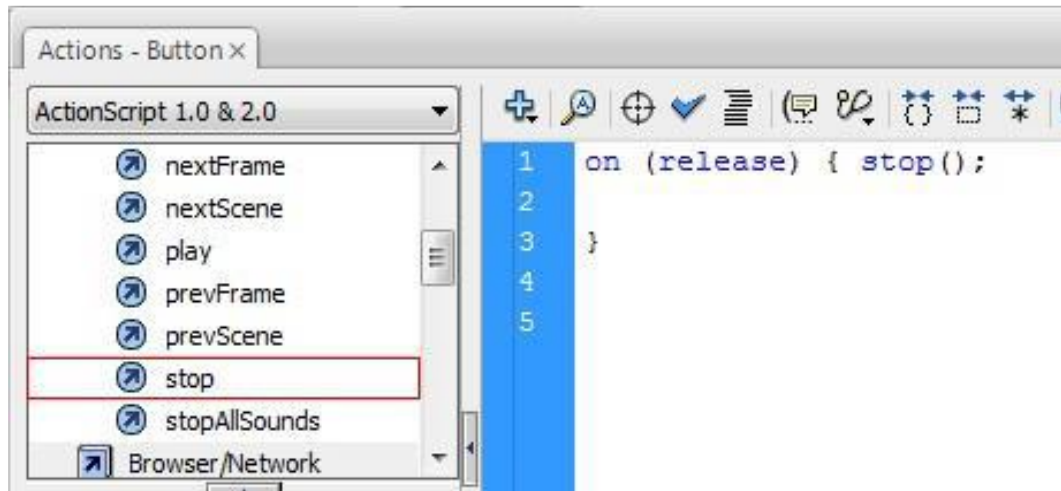 Actions - Button ×
ActionScript 1.0 & 2.0
nextFrame
nextScene
play
prevFrame
prevScene
stop
stopAllSounds
Browser/Network
1 on (release) { stop();
2
3 }
4
5